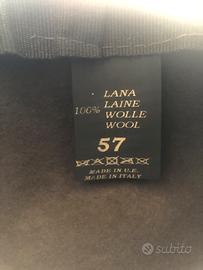 LANA
LAINE
100% WOLLE
WOOL
57
MADE IN U.E.
MADE IN ITALY
subito